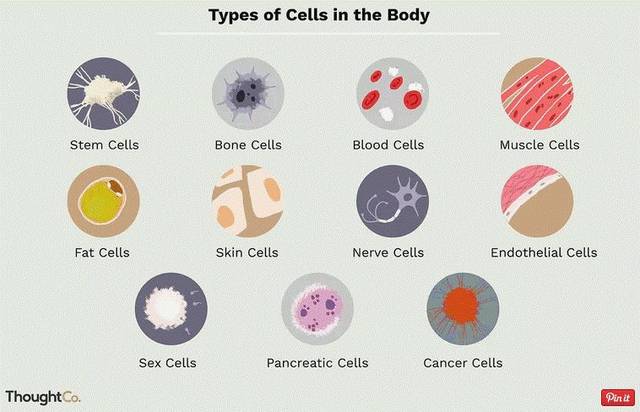 Types of Cells in the Body
Stem Cells
Bone Cells
Blood Cells
Muscle Cells
Fat Cells
Skin Cells
Nerve Cells
Endothelial Cells
Sex Cells
Pancreatic Cells
Cancer Cells
ThoughtCo.
Pin it